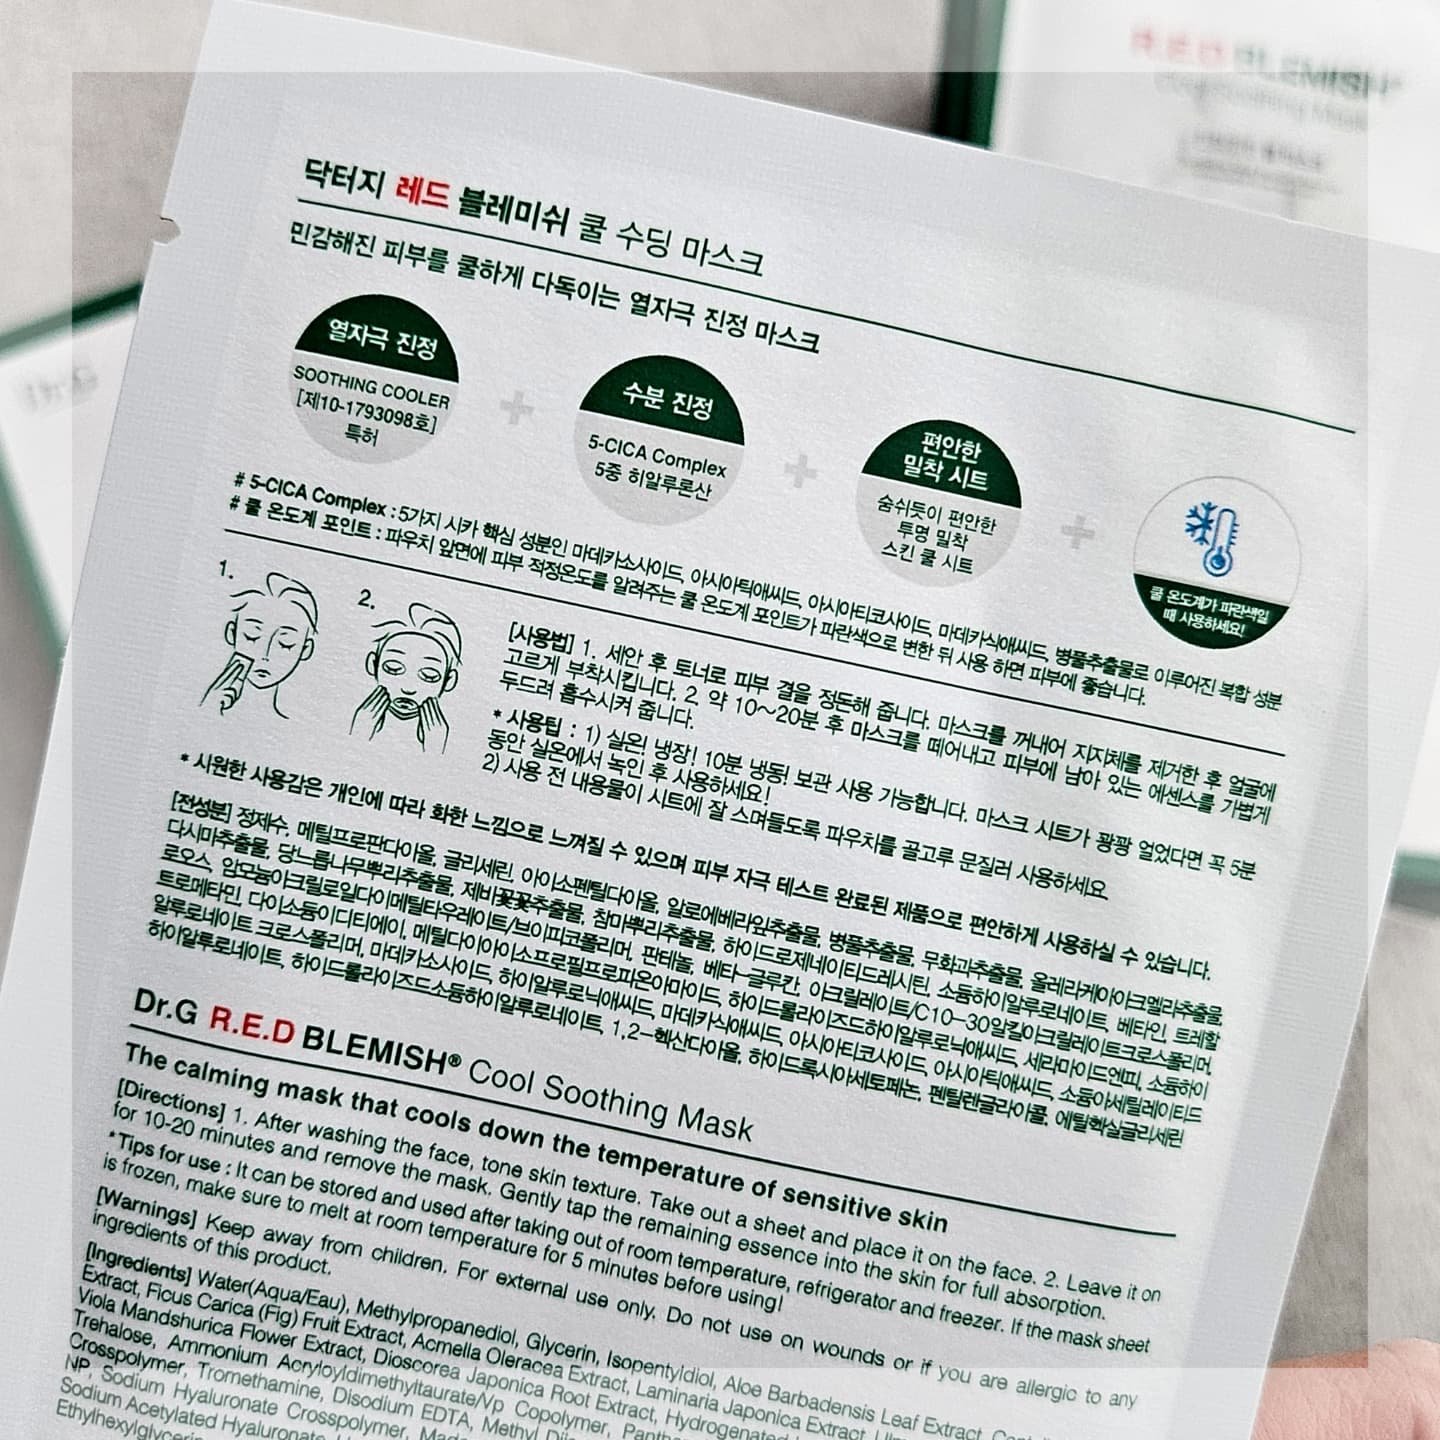 R.E.D BLEMISH
Dr.G
닥터지 레드 블레미쉬 쿨 수딩 마스크
민감해진 피부를 쿨하게 다독이는 열자극 진정 마스크
열자극 진정
SOOTHING COOLER
[제10-1793098호]
특허
수분 진정
5-CICA Complex
5중 히알루론산
편안한
밀착 시트
숨쉬듯이 편안한
투명 밀착
스킨 쿨 시트
쿨 온도계가 파란색일
때 사용하세요!
# 5-CICA Complex : 5가지 시카 핵심 성분인 마데카소사이드, 아시아틱애씨드, 아시아티코사이드, 마데카식애씨드, 병풀추출물로 이루어진 복합 성분
# 쿨 온도계 포인트 : 파우치 앞면에 피부 적정온도를 알려주는 쿨 온도계 포인트가 파란색으로 변한 뒤 사용 하면 피부에 좋습니다.
1.
2.
[사용법] 1. 세안 후 토너로 피부 결을 정돈해 줍니다. 마스크를 꺼내어 지지체를 제거한 후 얼굴에
고르게 부착시킵니다. 2. 약 10~20분 후 마스크를 떼어내고 피부에 남아 있는 에센스를 가볍게
두드려 흡수시켜 줍니다.
* 사용팁 : 1) 실온! 냉장! 10분 냉동! 보관 사용 가능합니다. 마스크 시트가 꽝꽝 얼었다면 꼭 5분
동안 실온에서 녹인 후 사용하세요!
2) 사용 전 내용물이 시트에 잘 스며들도록 파우치를 골고루 문질러 사용하세요.
* 시원한 사용감은 개인에 따라 화한 느낌으로 느껴질 수 있으며 피부 자극 테스트 완료된 제품으로 편안하게 사용하실 수 있습니다.
[전성분] 정제수, 메틸프로판다이올, 글리세린, 아이소펜틸다이올, 알로에베라잎추출물, 병풀추출물, 무화과추출물, 올레라케아아크멜라추출물,
다시마추출물, 당느릅나무뿌리추출물, 제비꽃꽃추출물, 참마뿌리추출물, 하이드로제네이티드레시틴, 소듐하이알루로네이트, 베타인, 트레할
로오스, 암모늄아크릴로일다이메틸타우레이트/브이피코폴리머, 판테놀, 베타-글루칸, 아크릴레이트/C10-30알킬아크릴레이트크로스폴리머,
트로메타민, 다이소듐이디티에이, 메틸다이아이소프로필프로피온아마이드, 하이드롤라이즈드하이알루로닉애씨드, 세라마이드엔피, 소듐하이
알루로네이트 크로스폴리머, 마데카소사이드, 하이알루로닉애씨드, 마데카식애씨드, 아시아티코사이드, 아시아틱애씨드, 소듐아세틸레이티드
하이알루로네이트, 하이드롤라이즈드소듐하이알루로네이트, 1,2-헥산다이올, 하이드록시아세토페논, 펜틸렌글라이콜, 에틸헥실글리세린
Dr.G R.E.D BLEMISH® Cool Soothing Mask
The calming mask that cools down the temperature of sensitive skin
[Directions] 1. After washing the face, tone skin texture. Take out a sheet and place it on the face. 2. Leave it on
for 10-20 minutes and remove the mask. Gently tap the remaining essence into the skin for full absorption.
*Tips for use : It can be stored and used after taking out of room temperature, refrigerator and freezer. If the mask sheet
is frozen, make sure to melt at room temperature for 5 minutes before using!
[Warnings] Keep away from children. For external use only. Do not use on wounds or if you are allergic to any
ingredients of this product.
[Ingredients] Water(Aqua/Eau), Methylpropanediol, Glycerin, Isopentyldiol, Aloe Barbadensis Leaf Extract,
Extract, Ficus Carica (Fig) Fruit Extract, Acmella Oleracea Extract, Laminaria Japonica Extract,
Viola Mandshurica Flower Extract, Dioscorea Japonica Root Extract, Hydrogenated
Trehalose, Ammonium Acryloyldimethyltaurate/Vp Copolymer,
Crosspolymer, Tromethamine, Disodium EDTA, Methyl
NP, Sodium Hyaluronate Crosspolymer,
Sodium Acetylated Hyaluronate,